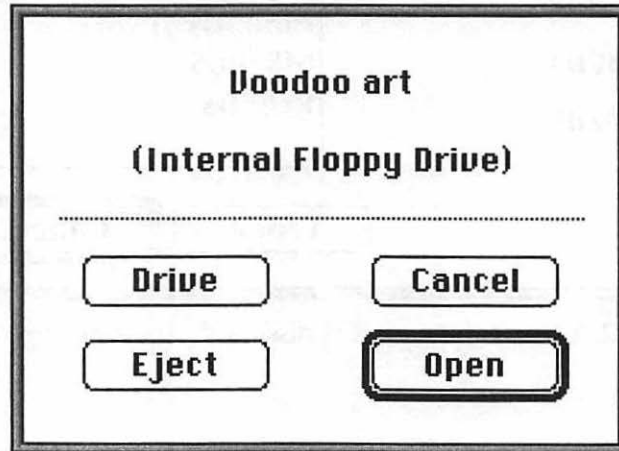 Voodoo art
(Internal Floppy Drive)
Drive
Cancel
Eject
Open